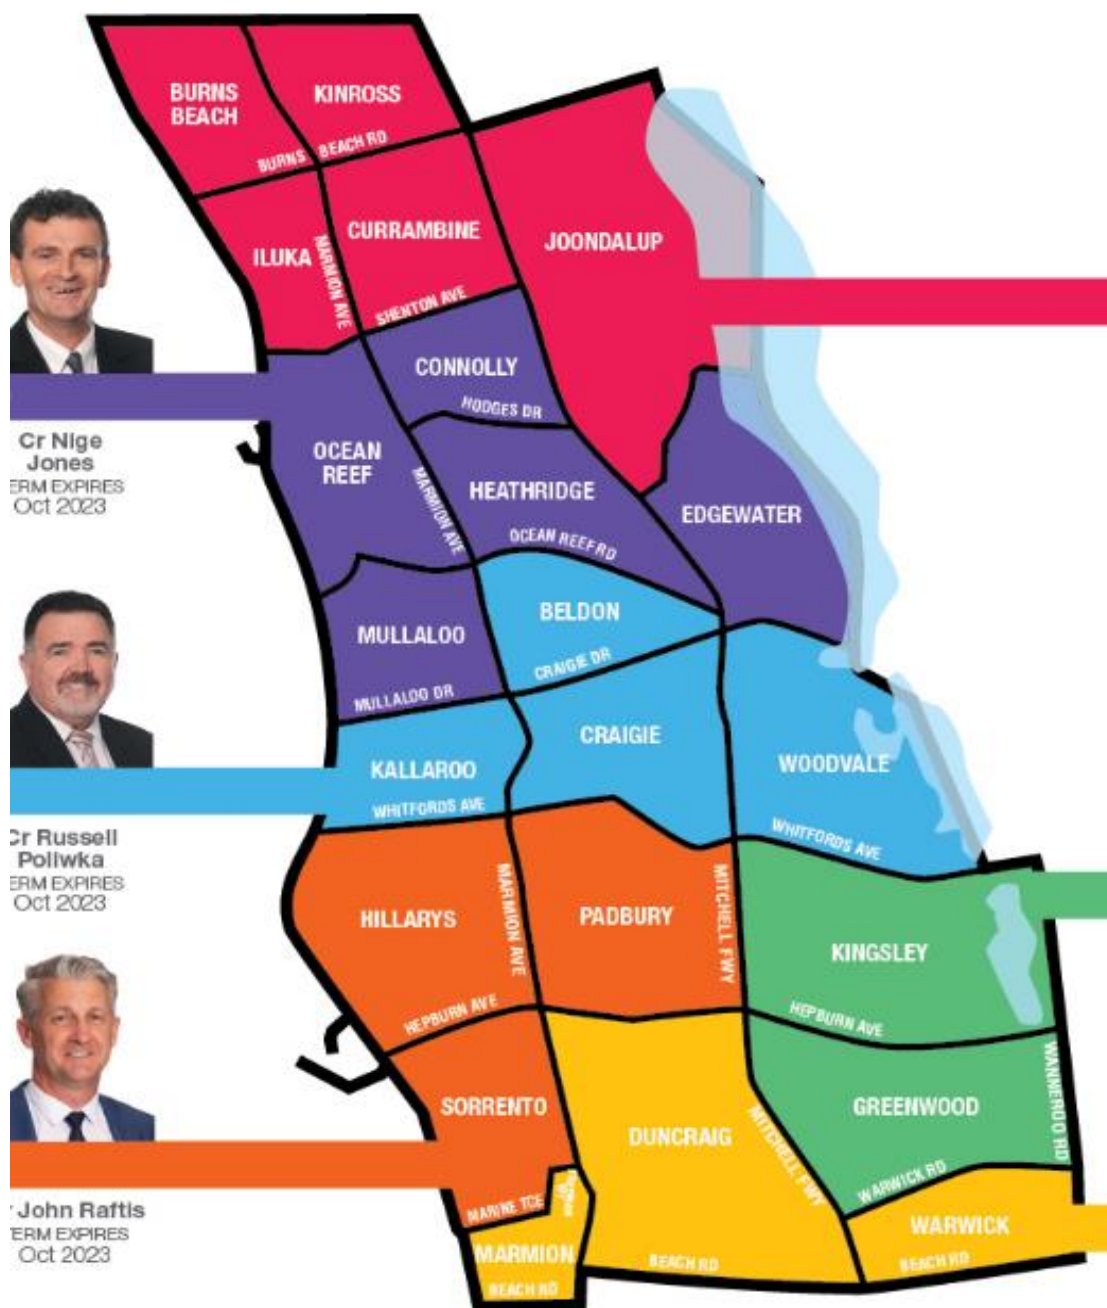 BURNS
BEACH
KINROSS
BURNS BEACH RD
ILUKA
MARMION AVE
CURRAMBINE
JOONDALUP
SHENTON AVE
CONNOLLY
HODGES DR
Cr Nige
Jones
ERM EXPIRES
Oct 2023
OCEAN
REEF
MARMION AVE
HEATHRIDGE
OCEAN REEF RD
EDGEWATER
BELDON
MULLALOO
CRAIGIE DR
MULLALOO DR
CRAIGIE
KALLAROO
WOODVALE
WHITFORDS AVE
WHITFORDS AVE
Cr Russell
Poliwka
ERM EXPIRES
Oct 2023
HILLARYS
MARMION AVE
PADBURY
MITCHELL FWY
KINGSLEY
HEPBURN AVE
HEPBURN AVE
SORRENTO
DUNCRAIG
MITCHELL FWY
GREENWOOD
WANNEROO RD
WARWICK RD
r John Raftis
TERM EXPIRES
Oct 2023
MARINE TCE
MARMION
BEACH RD
BEACH RD
WARWICK
BEACH RD